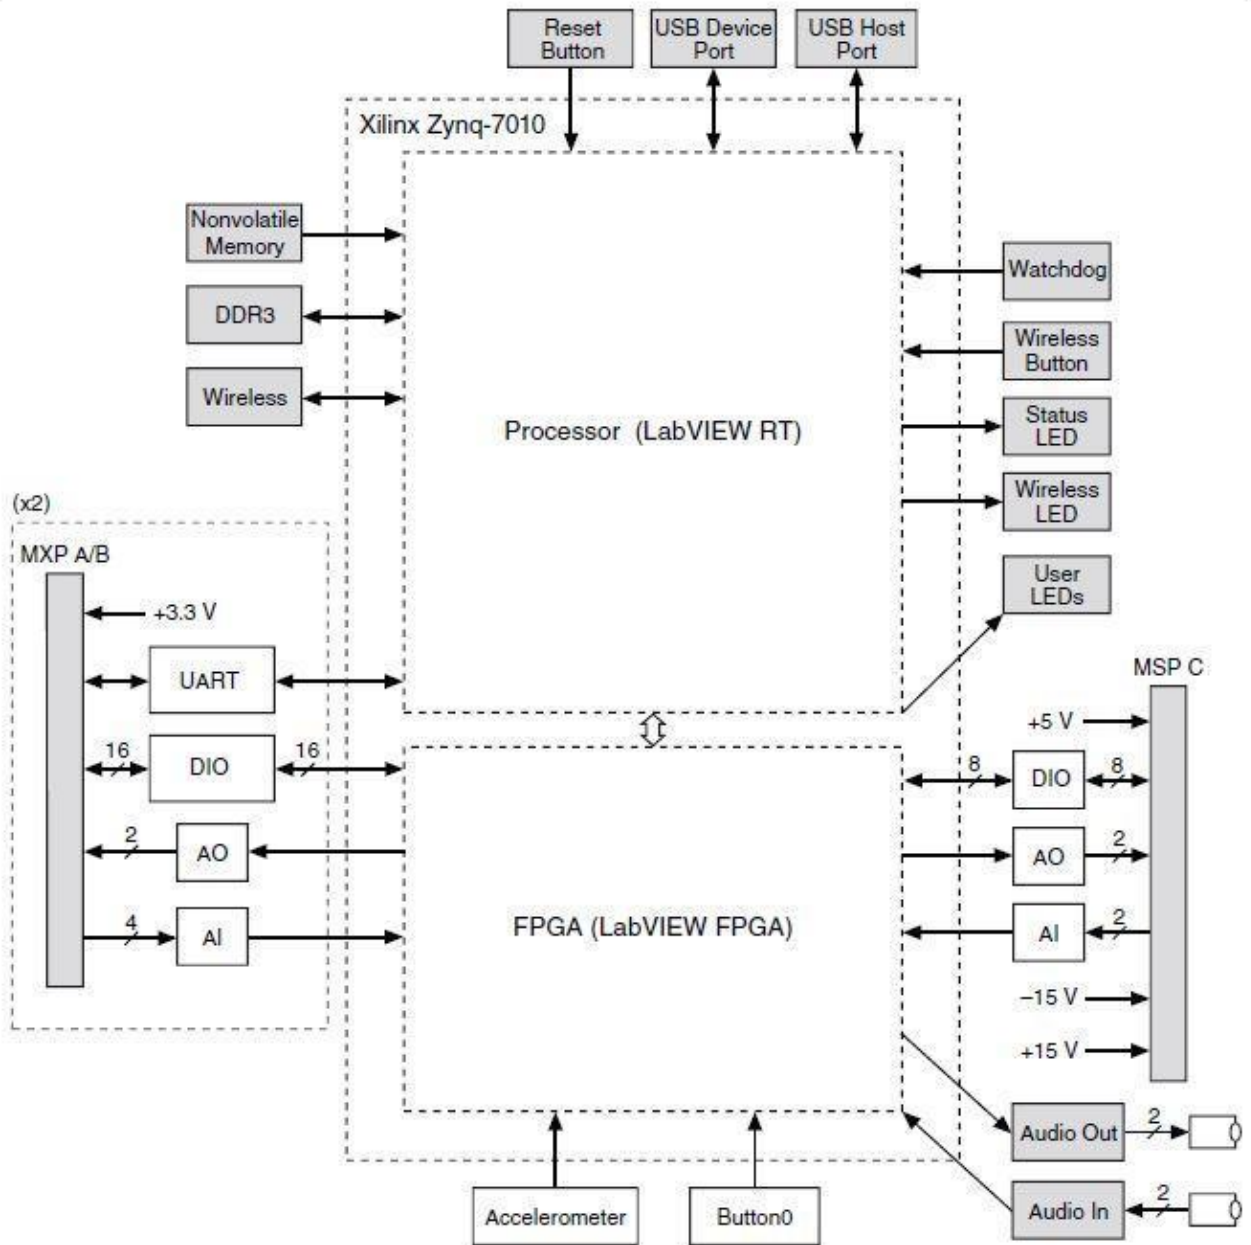 Reset
Button
USB Device
Port
USB Host
Port
Xilinx Zynq-7010
Nonvolatile
Memory
DDR3
Wireless
Processor (LabVIEW RT)
Watchdog
Wireless
Button
Status
LED
Wireless
LED
User
LEDs
(x2)
MXP A/B
+3.3 V
UART
16
DIO
16
2
AO
4
AI
FPGA (LabVIEW FPGA)
MSP C
+5 V
8
DIO
8
AO
2
AI
2
–15 V
+15 V
Audio Out
2
Audio In
2
Accelerometer
Button0